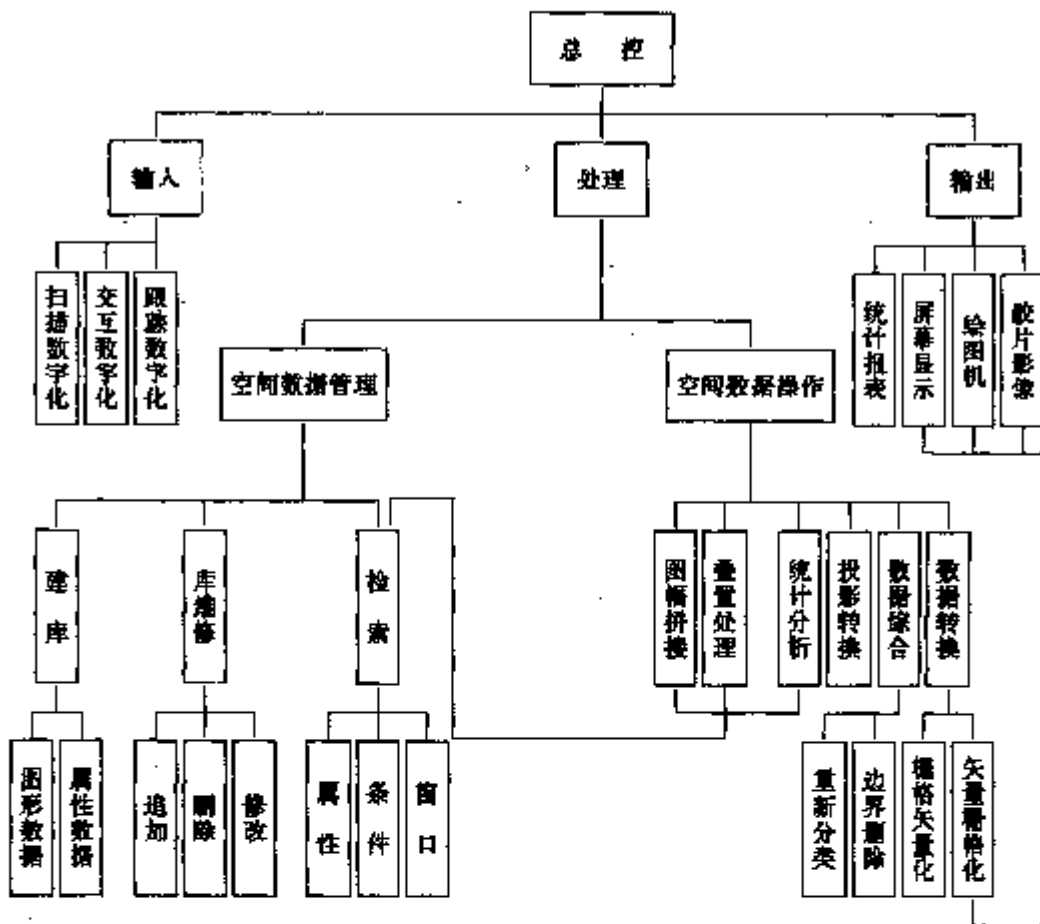 总 控
输入
处理
输出
扫描数字化
交互数字化
跟踪数字化
统计报表
屏幕显示
绘图机
胶片影像
空间数据管理
空间数据操作
建库
库维修
检索
图幅拼接
叠置处理
统计分析
投影转换
数据综合
数据转换
图形数据
属性数据
追加
删除
修改
属性
条件
窗口
重新分类
边界删除
栅格矢量化
矢量栅格化